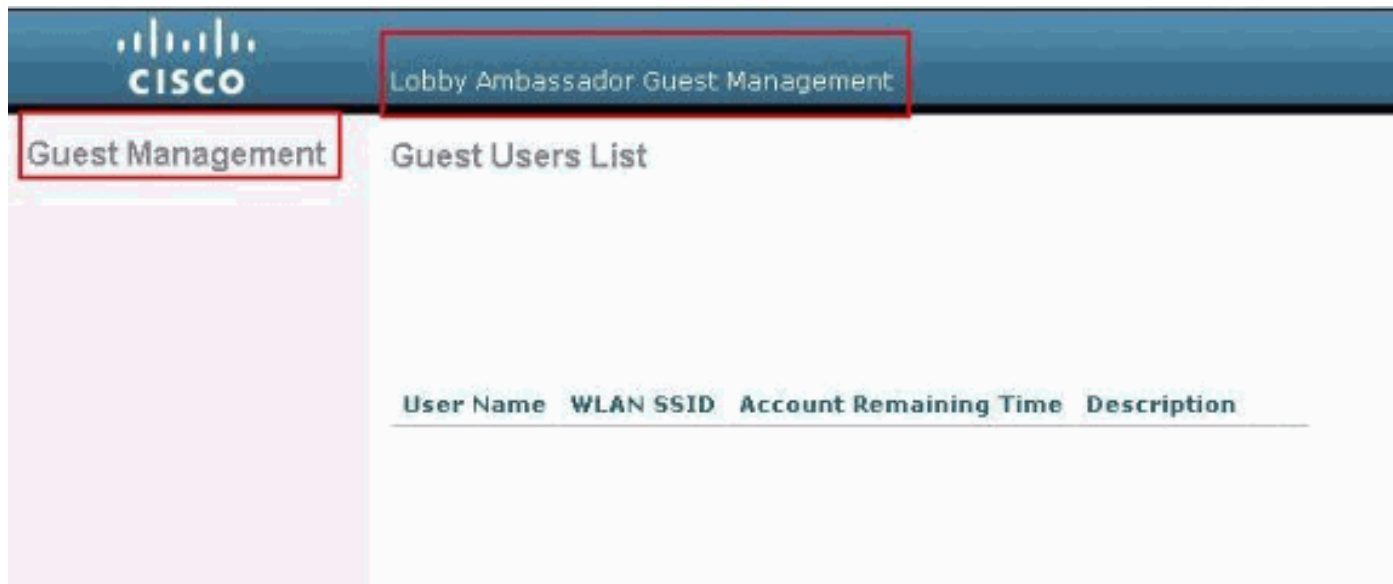 CISCO
Lobby Ambassador Guest Management
Guest Management
Guest Users List
User Name WLAN SSID Account Remaining Time Description